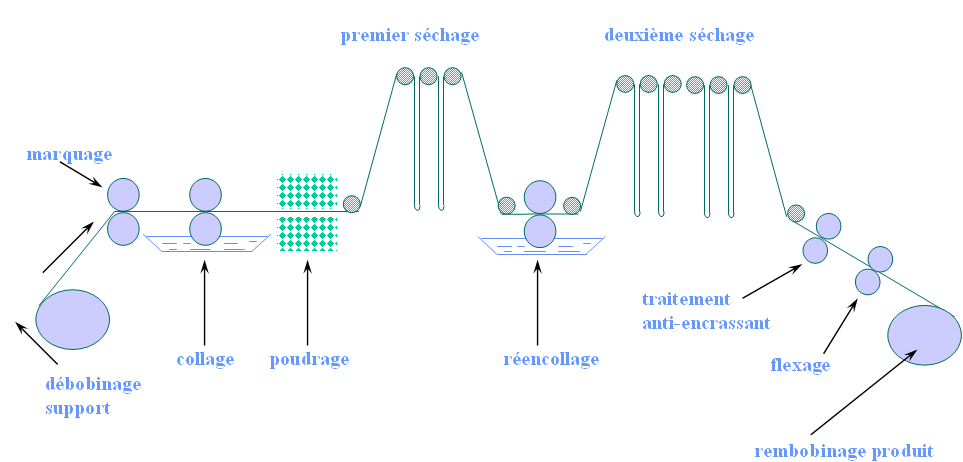 premier séchage
deuxième séchage
marquage
traitement
anti-encrassant
collage
poudrage
réencollage
flexage
débobinage
support
rembobinage produit